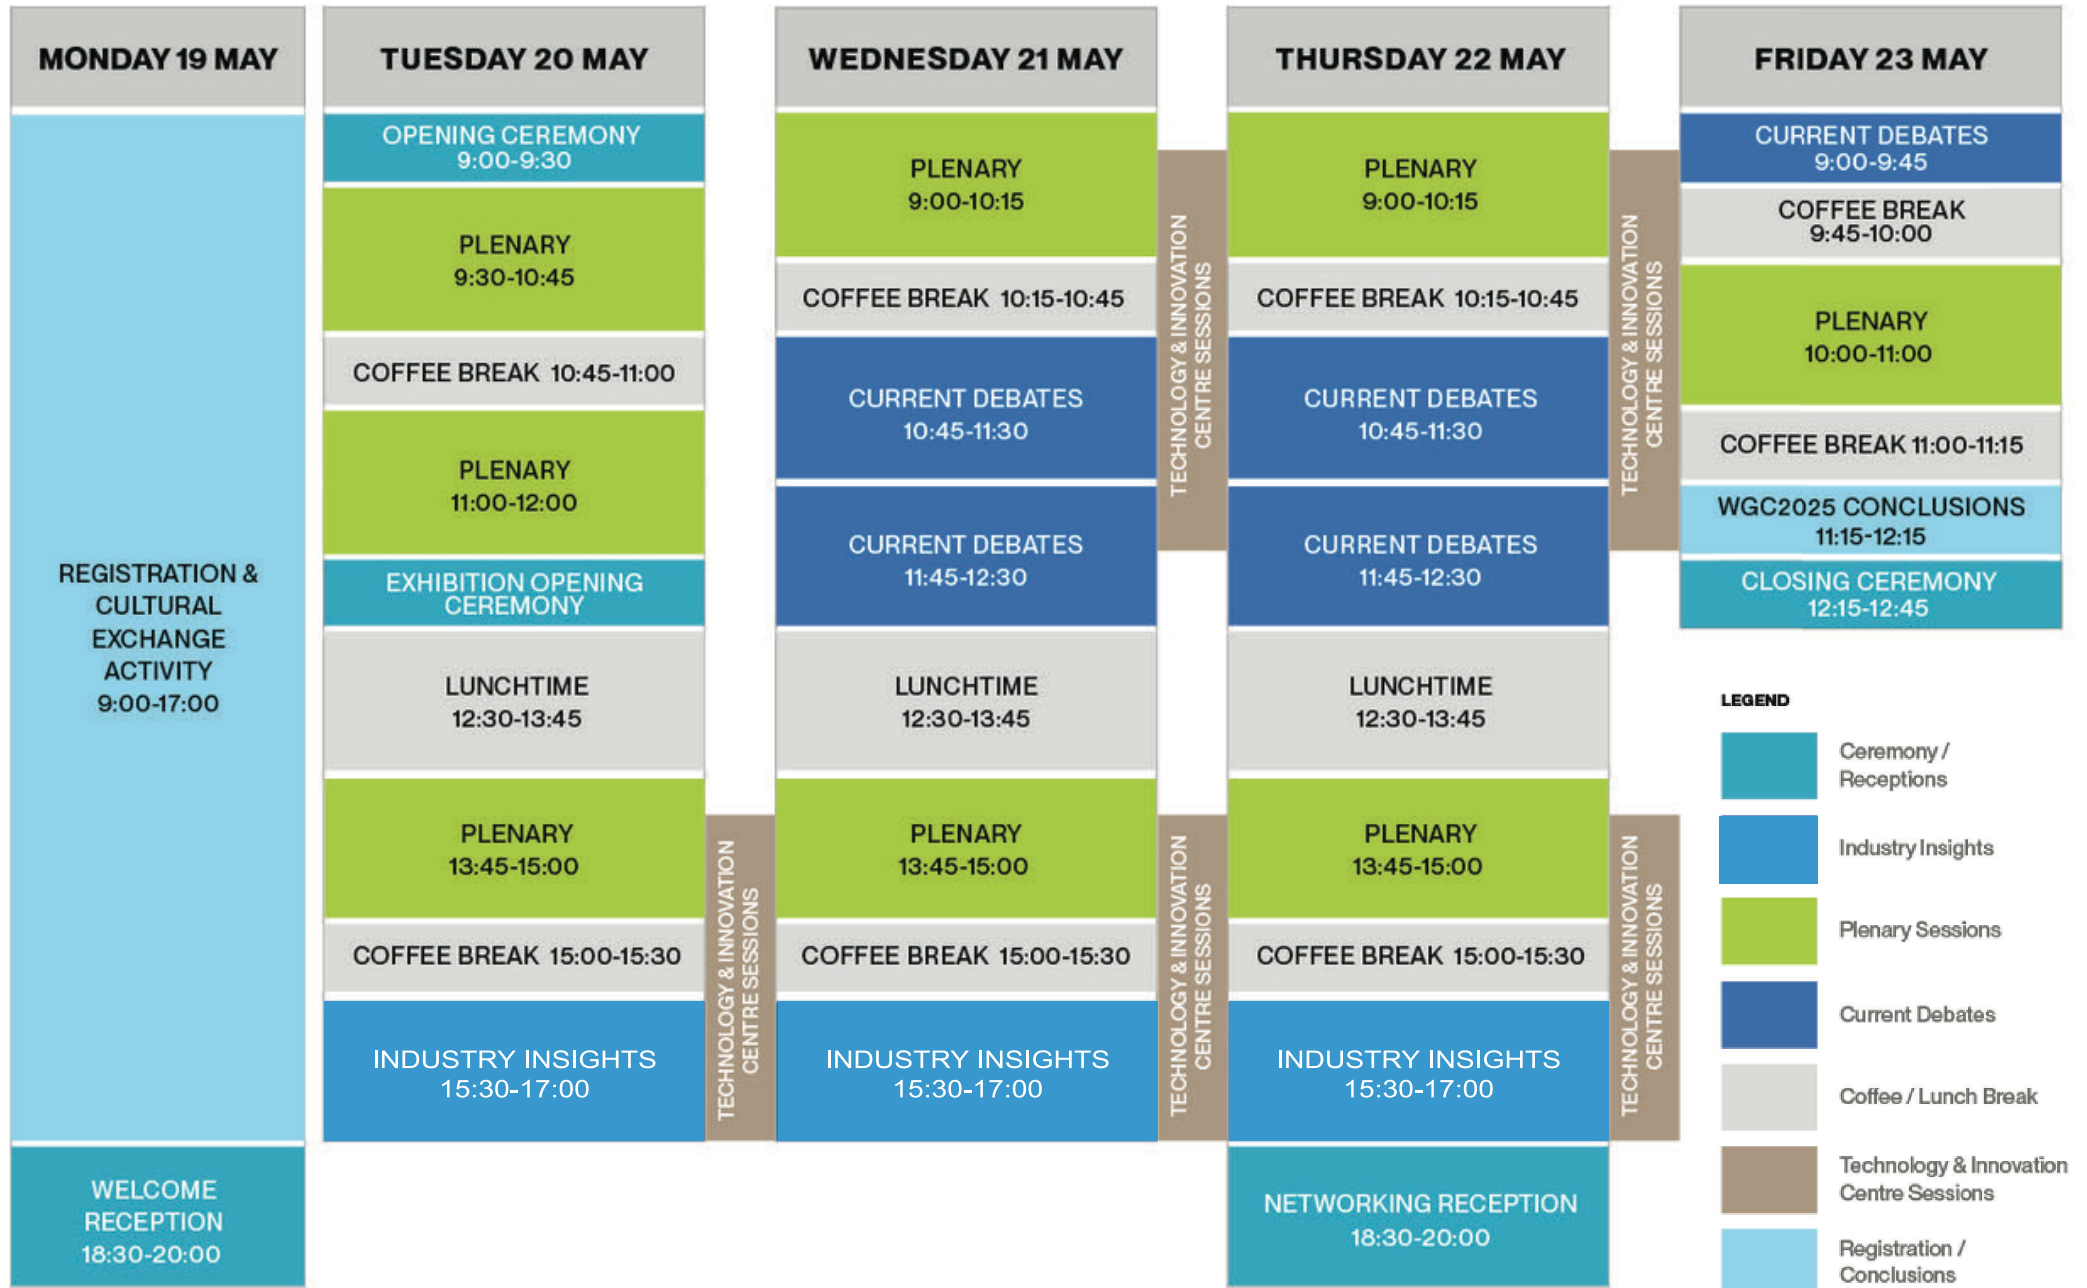 MONDAY 19 MAY
REGISTRATION &
CULTURAL
EXCHANGE
ACTIVITY
9:00-17:00
WELCOME
RECEPTION
18:30-20:00
TUESDAY 20 MAY
OPENING CEREMONY
9:00-9:30
PLENARY
9:30-10:45
COFFEE BREAK 10:45-11:00
PLENARY
11:00-12:00
EXHIBITION OPENING
CEREMONY
LUNCHTIME
12:30-13:45
PLENARY
13:45-15:00
COFFEE BREAK 15:00-15:30
INDUSTRY INSIGHTS
15:30-17:00
TECHNOLOGY & INNOVATION
CENTRE SESSIONS
WEDNESDAY 21 MAY
PLENARY
9:00-10:15
COFFEE BREAK 10:15-10:45
CURRENT DEBATES
10:45-11:30
CURRENT DEBATES
11:45-12:30
LUNCHTIME
12:30-13:45
PLENARY
13:45-15:00
COFFEE BREAK 15:00-15:30
INDUSTRY INSIGHTS
15:30-17:00
TECHNOLOGY & INNOVATION
CENTRE SESSIONS
TECHNOLOGY & INNOVATION
CENTRE SESSIONS
THURSDAY 22 MAY
PLENARY
9:00-10:15
COFFEE BREAK 10:15-10:45
CURRENT DEBATES
10:45-11:30
CURRENT DEBATES
11:45-12:30
LUNCHTIME
12:30-13:45
PLENARY
13:45-15:00
COFFEE BREAK 15:00-15:30
INDUSTRY INSIGHTS
15:30-17:00
NETWORKING RECEPTION
18:30-20:00
TECHNOLOGY & INNOVATION
CENTRE SESSIONS
TECHNOLOGY & INNOVATION
CENTRE SESSIONS
FRIDAY 23 MAY
CURRENT DEBATES
9:00-9:45
COFFEE BREAK
9:45-10:00
PLENARY
10:00-11:00
COFFEE BREAK 11:00-11:15
WGC2025 CONCLUSIONS
11:15-12:15
CLOSING CEREMONY
12:15-12:45
LEGEND
Ceremony /
Receptions
Industry Insights
Plenary Sessions
Current Debates
Coffee / Lunch Break
Technology & Innovation
Centre Sessions
Registration /
Conclusions